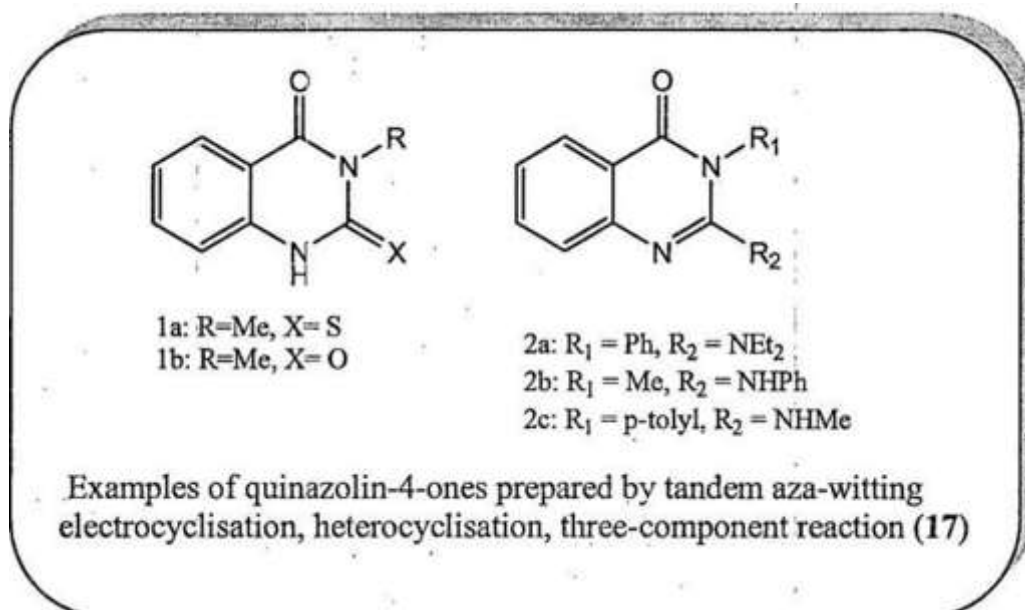 O
R
N
N
H
X
O
R₁
N
N
R₂
1a: R=Me, X= S
1b: R=Me, X= O
2a: R₁ = Ph, R₂ = NEt₂
2b: R₁ = Me, R₂ = NHPh
2c: R₁ = p-tolyl, R₂ = NHMe
Examples of quinazolin-4-ones prepared by tandem aza-witting
electrocyclisation, heterocyclisation, three-component reaction (17)